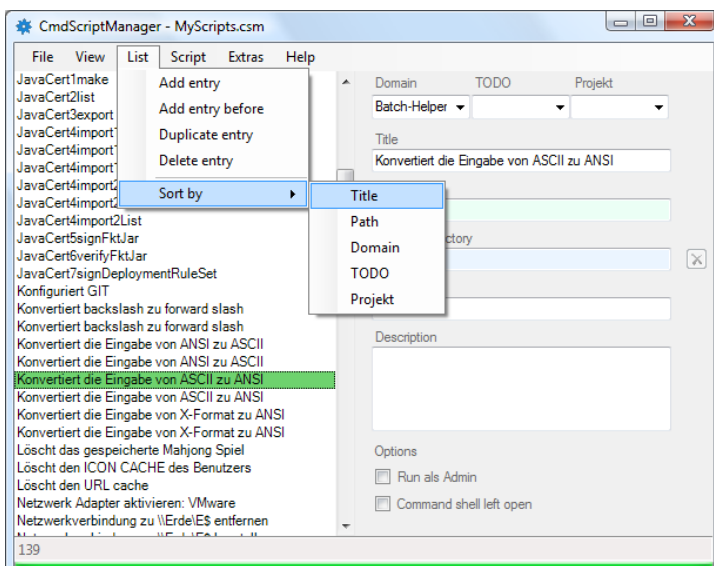 CmdScriptManager - MyScripts.csm
File View List Script Extras Help
Add entry
Add entry before
Duplicate entry
Delete entry
Sort by
Title
Path
Domain
TODO
Projekt
JavaCert1make
JavaCert2list
JavaCert3export
JavaCert4import
JavaCert4import
JavaCert4import
JavaCert4import2
JavaCert4import2
JavaCert4import2List
JavaCert5signFktJar
JavaCert6verifyFktJar
JavaCert7signDeploymentRuleSet
Konfiguriert GIT
Konvertiert backslash zu forward slash
Konvertiert backslash zu forward slash
Konvertiert die Eingabe von ANSI zu ASCII
Konvertiert die Eingabe von ANSI zu ASCII
Konvertiert die Eingabe von ASCII zu ANSI
Konvertiert die Eingabe von ASCII zu ANSI
Konvertiert die Eingabe von X-Format zu ANSI
Konvertiert die Eingabe von X-Format zu ANSI
Löscht das gespeicherte Mahjong Spiel
Löscht den ICON CACHE des Benutzers
Löscht den URL cache
Netzwerk Adapter aktivieren: VMware
Netzwerkverbindung zu \\Erde\E$ entfernen
Domain TODO Projekt
Batch-Helper
Title
Konvertiert die Eingabe von ASCII zu ANSI
ctory
Description
Options
Run als Admin
Command shell left open
139